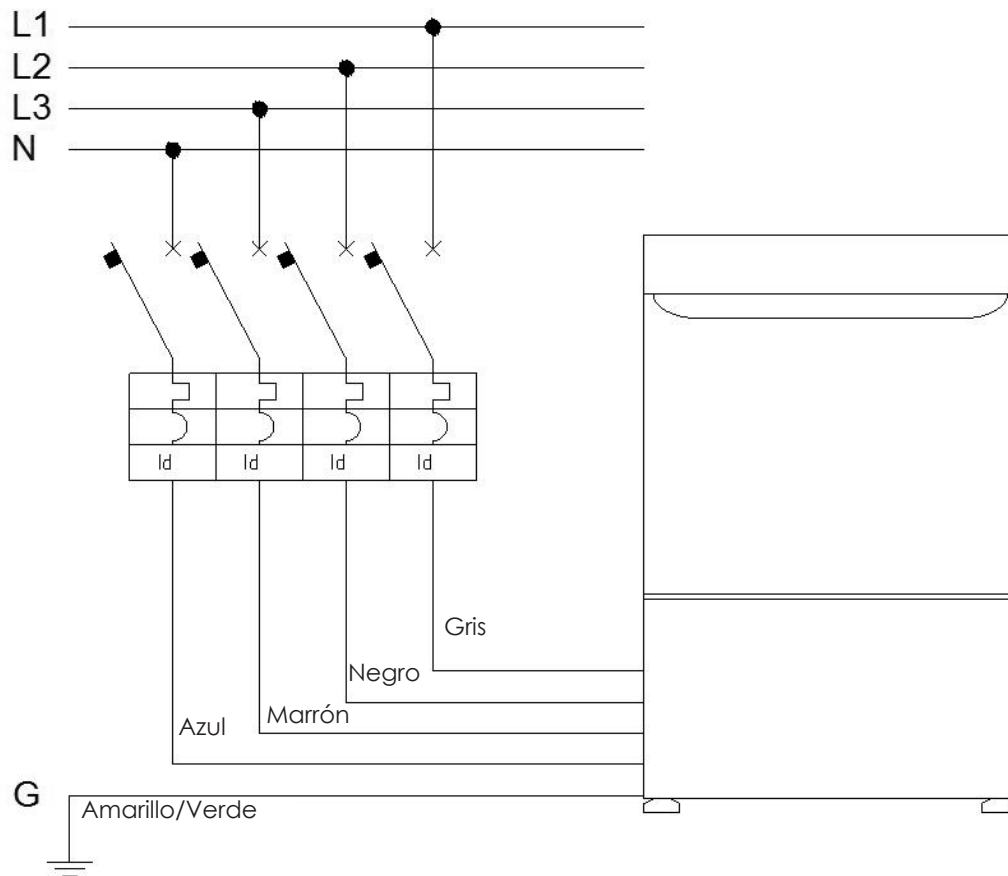 L1
L2
L3
N
Id Id Id Id
Gris
Negro
Marrón
Azul
G
Amarillo/Verde